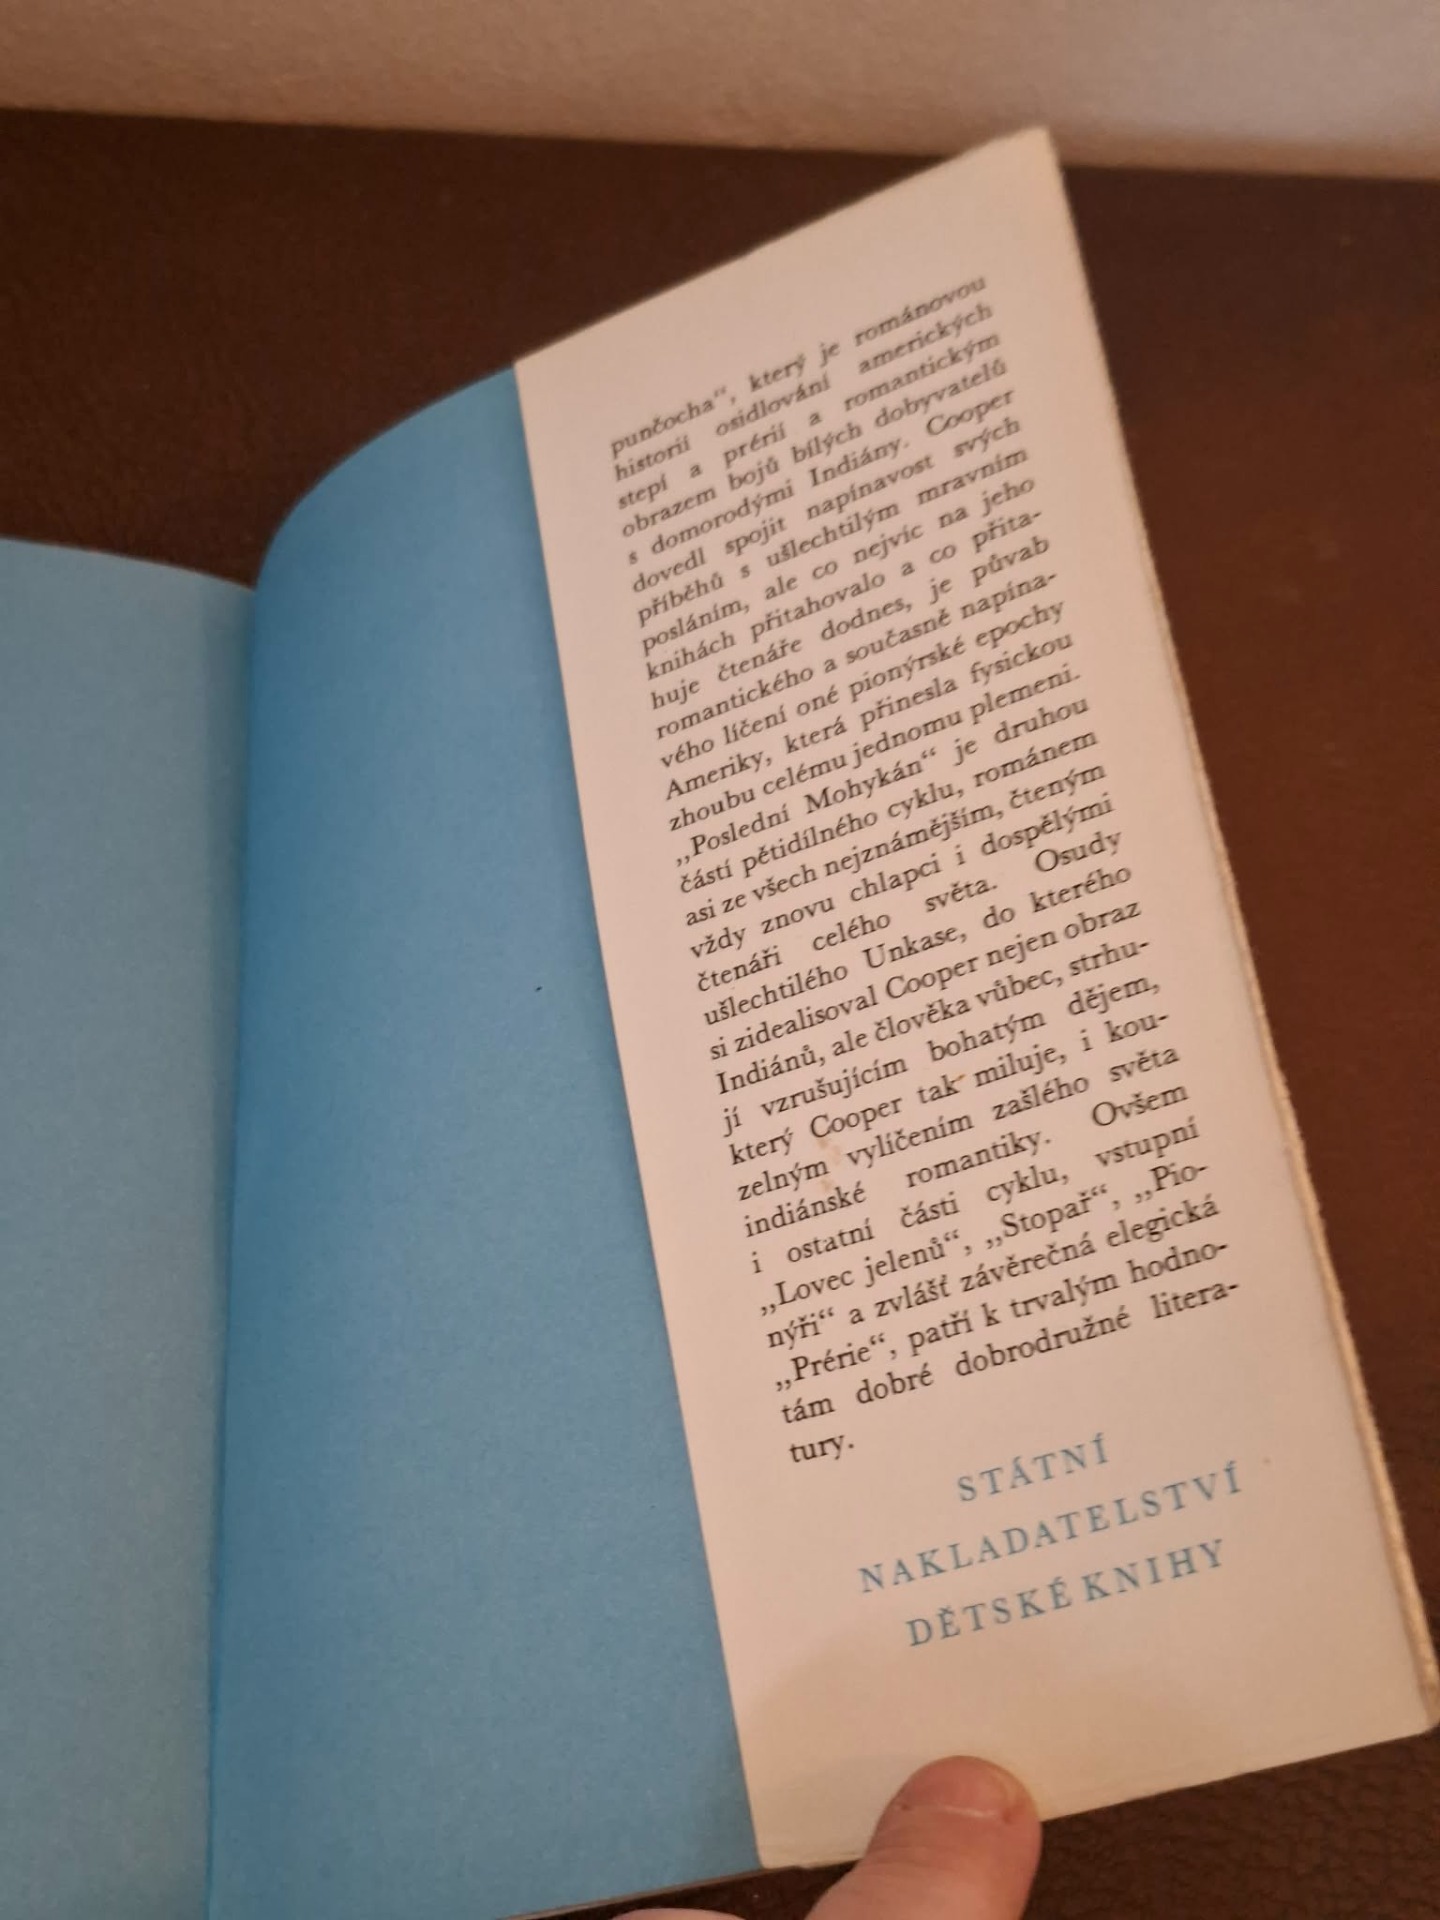 punčocha“, který je románovou
historií osidlování amerických
stepí a prérií a romantickým
obrazem bojů bílých dobyvatelů
s domorodými Indiány. Cooper
dovedl spojit napínavost svých
příběhů s ušlechtilým mravním
posláním, ale co nejvíc na jeho
knihách přitahovalo a co přita-
huje čtenáře dodnes, je půvab
romantického a současně napína-
vého líčení oné pionýrské epochy
Ameriky, která přinesla fysickou
zhoubu celému jednomu plemeni.
„Poslední Mohykán“ je druhou
částí pětidílného cyklu, románem
asi ze všech nejznámějším, čteným
vždy znovu chlapci i dospělými
čtenáři celého světa. Osudy
ušlechtilého Unkase, do kterého
si zidealisoval Cooper nejen obraz
Indiánů, ale člověka vůbec, strhu-
jí vzrušujícím bohatým dějem,
který Cooper tak miluje, i kou-
zelným vylíčením zašlého světa
indiánské romantiky. Ovšem
i ostatní části cyklu, vstupní
„Lovec jelenů“, „Stopař“, „Pio-
nýři“ a zvlášť závěrečná elegická
„Prérie“, patří k trvalým hodno-
tám dobré dobrodružné litera-
tury.
STÁTNÍ
NAKLADATELSTVÍ
DĚTSKÉ KNIHY